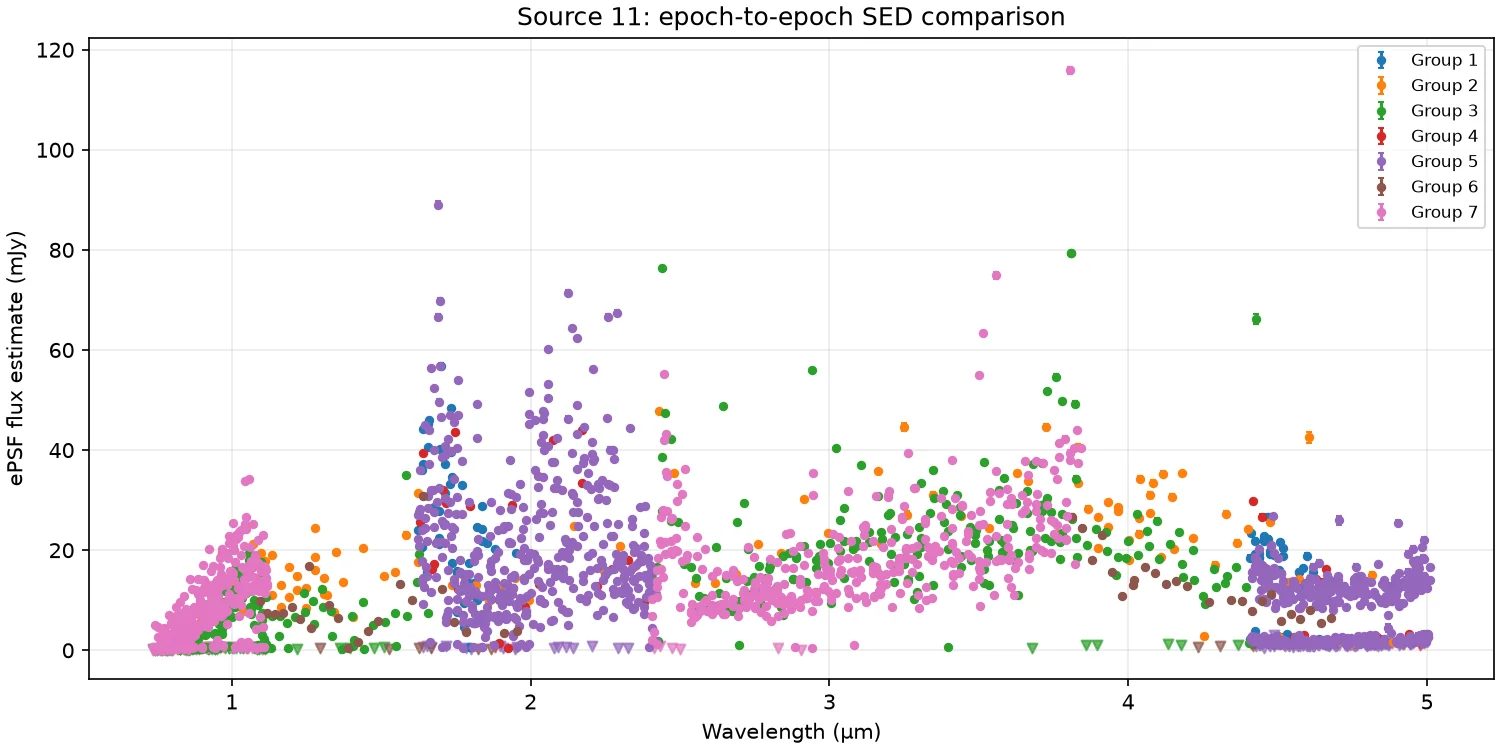 Source 11: epoch-to-epoch SED comparison
120
100
80
60
40
20
0
ePSF flux estimate (mJy)
1
2
3
4
5
Wavelength (μm)
Group 1
Group 2
Group 3
Group 4
Group 5
Group 6
Group 7